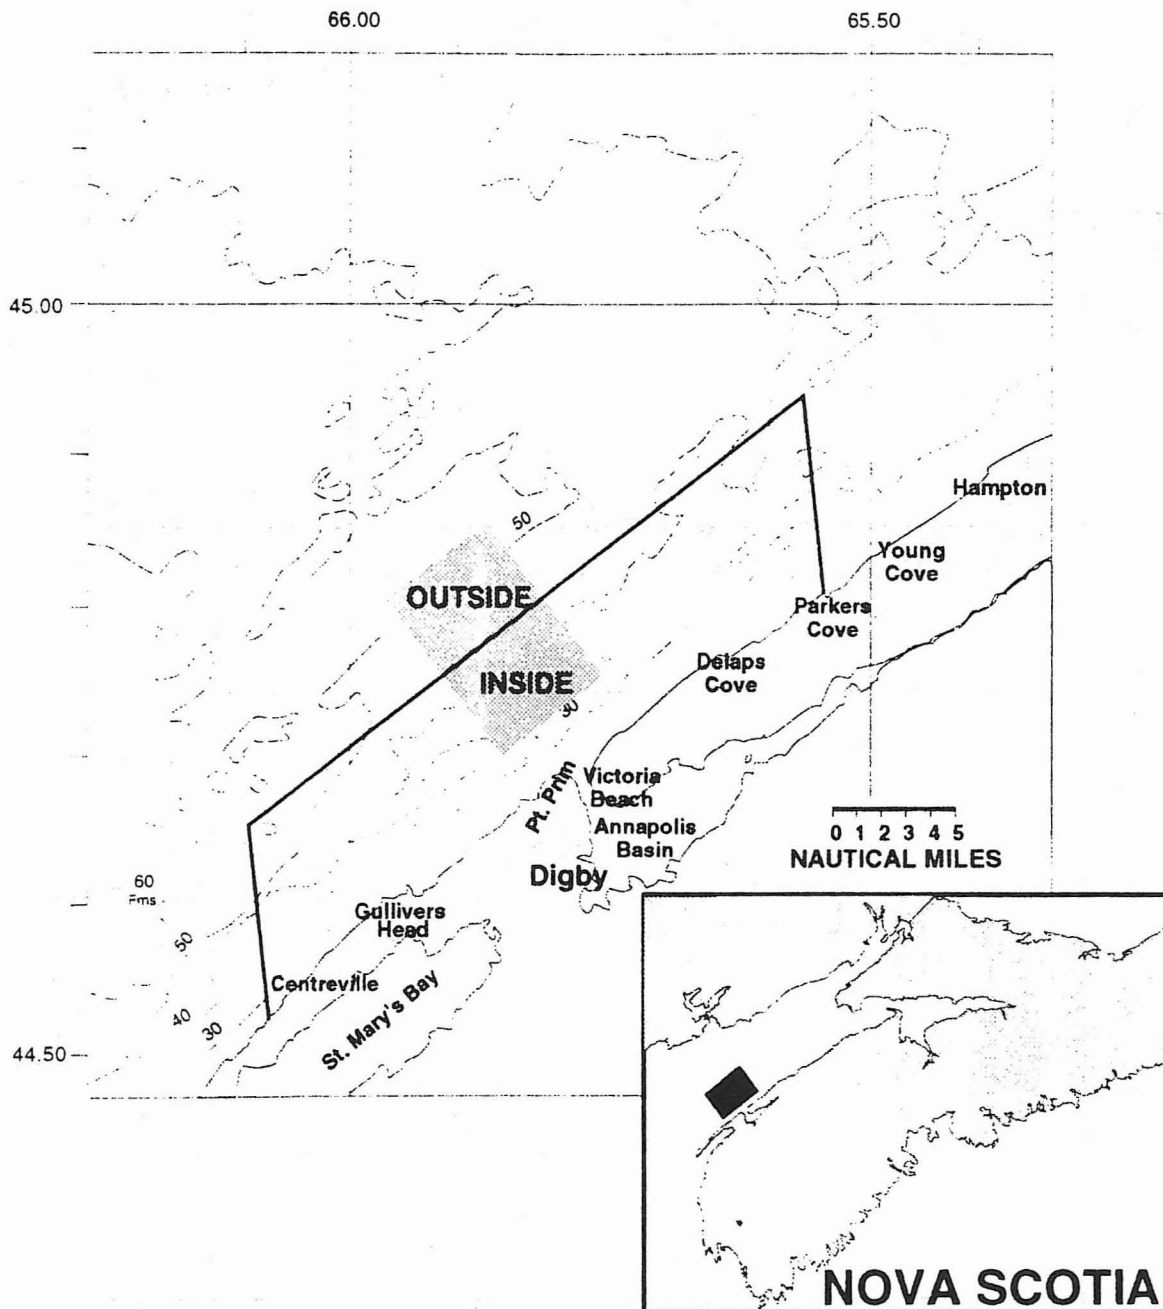 66.00
65.50
45.00
50
OUTSIDE
INSIDE
Hampton
Young
Cove
Parkers
Cove
Delaps
Cove
Pt. Prim
Victoria
Beach
Annapolis
Basin
Digby
0 1 2 3 4 5
NAUTICAL MILES
60
Fms
50
40
30
Gullivers
Head
Centreville
St. Mary's Bay
44.50
NOVA SCOTIA